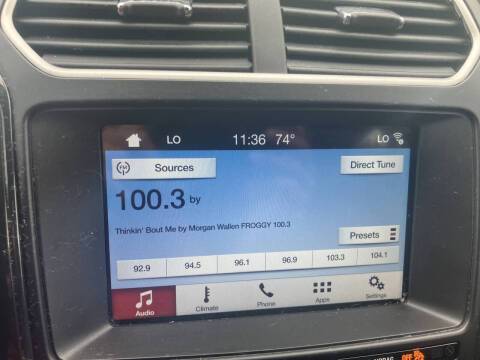 LO 11:36 74° LO
FM Sources Direct Tune
100.3 by
Thinkin' Bout Me by Morgan Wallen FROGGY 100.3
Presets
92.9 94.5 96.1 96.9 103.3 104.1
Audio Climate Phone Apps Settings
OFF